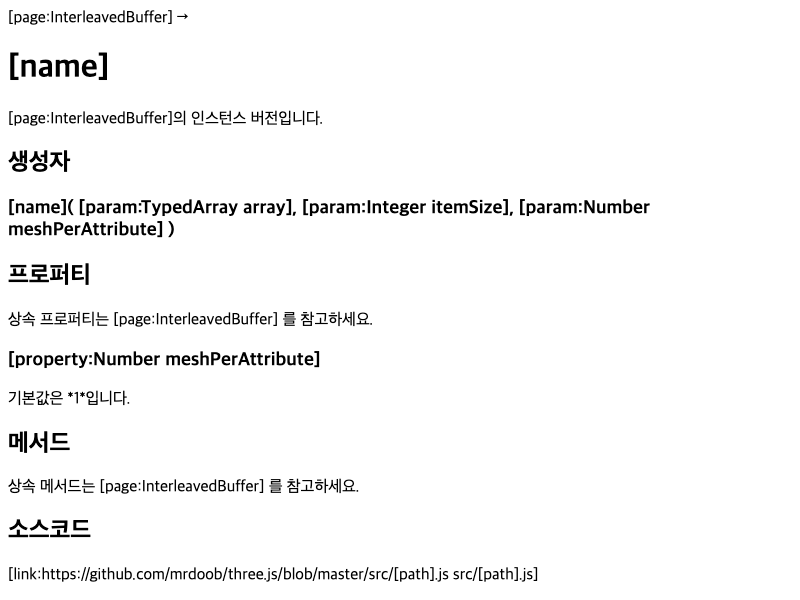 [page:InterleavedBuffer] →
[name]
[page:InterleavedBuffer]의 인스턴스 버전입니다.
생성자
[name]( [param:TypedArray array], [param:Integer itemSize], [param:Number
meshPerAttribute] )
프로퍼티
상속 프로퍼티는 [page:InterleavedBuffer] 를 참고하세요.
[property:Number meshPerAttribute]
기본값은 *1*입니다.
메서드
상속 메서드는 [page:InterleavedBuffer] 를 참고하세요.
소스코드
[link:https://github.com/mrdoob/three.js/blob/master/src/[path].js src/[path].js]